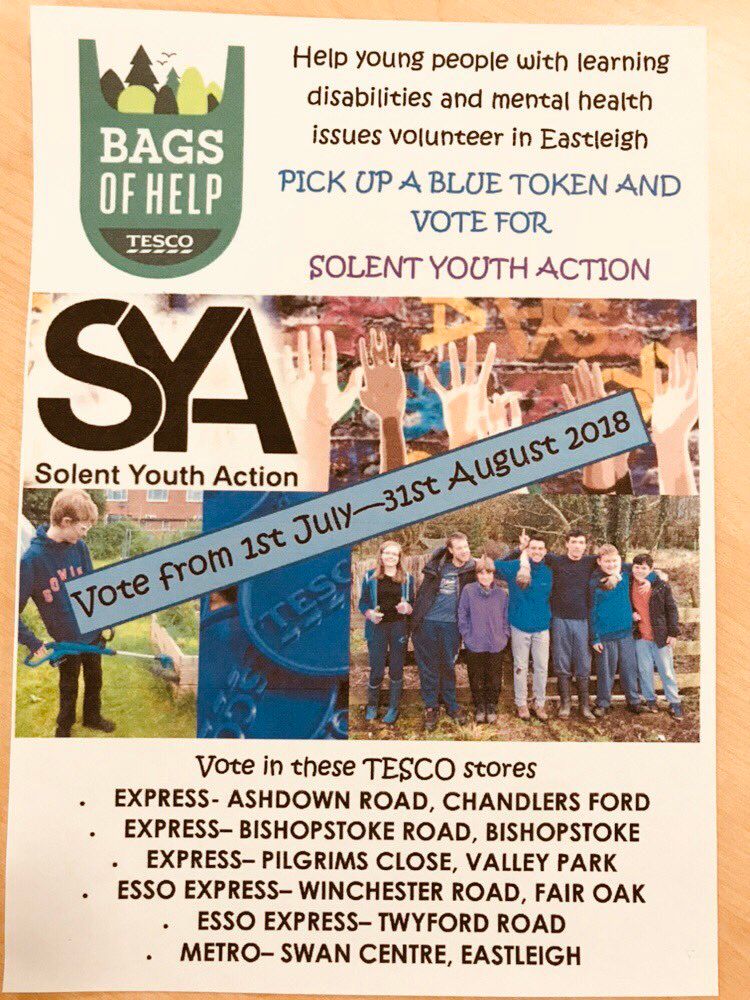 BAGS
OF HELP
TESCO
Help young people with learning
disabilities and mental health
issues volunteer in Eastleigh
PICK UP A BLUE TOKEN AND
VOTE FOR
SOLENT YOUTH ACTION
SYA
Solent Youth Action
Vote from 1st July—31st August 2018
TESCO
Vote in these TESCO stores
. EXPRESS- ASHDOWN ROAD, CHANDLERS FORD
. EXPRESS– BISHOPSTOKE ROAD, BISHOPSTOKE
. EXPRESS– PILGRIMS CLOSE, VALLEY PARK
. ESSO EXPRESS– WINCHESTER ROAD, FAIR OAK
. ESSO EXPRESS– TWYFORD ROAD
. METRO– SWAN CENTRE, EASTLEIGH